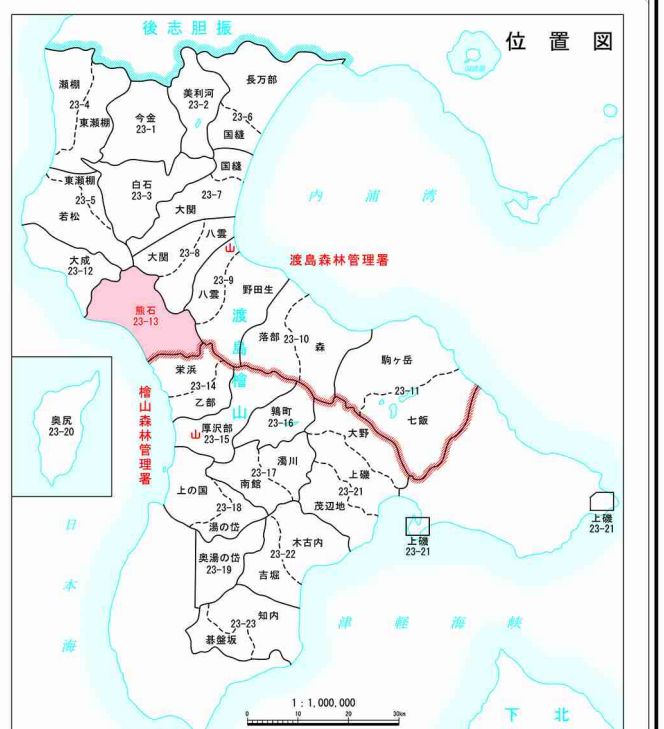 後志胆振
位置図
瀬棚
23-4
東瀬棚
今金
23-1
美利河
23-2
長万部
23-6
国縫
国縫
23-7
大関
東瀬棚
23-5
若松
白石
23-3
内浦湾
大成
23-12
大関
23-8
八雲
山
23-9
八雲
渡島森林管理署
野田生
熊石
23-13
渡島檜山
落部
23-10
森
駒ヶ岳
23-11
七飯
栄浜
23-14
乙部
檜山森林管理署
奥尻
23-20
鶉町
23-16
山
厚沢部
23-15
大野
濁川
23-17
南館
上磯
23-21
茂辺地
上の国
23-18
湯の岱
上磯
23-21
上磯
23-21
奥湯の岱
23-19
木古内
23-22
吉堀
日本海
知内
23-23
碁盤坂
津軽海峡
1:1,000,000
0 10 20 30km
下北